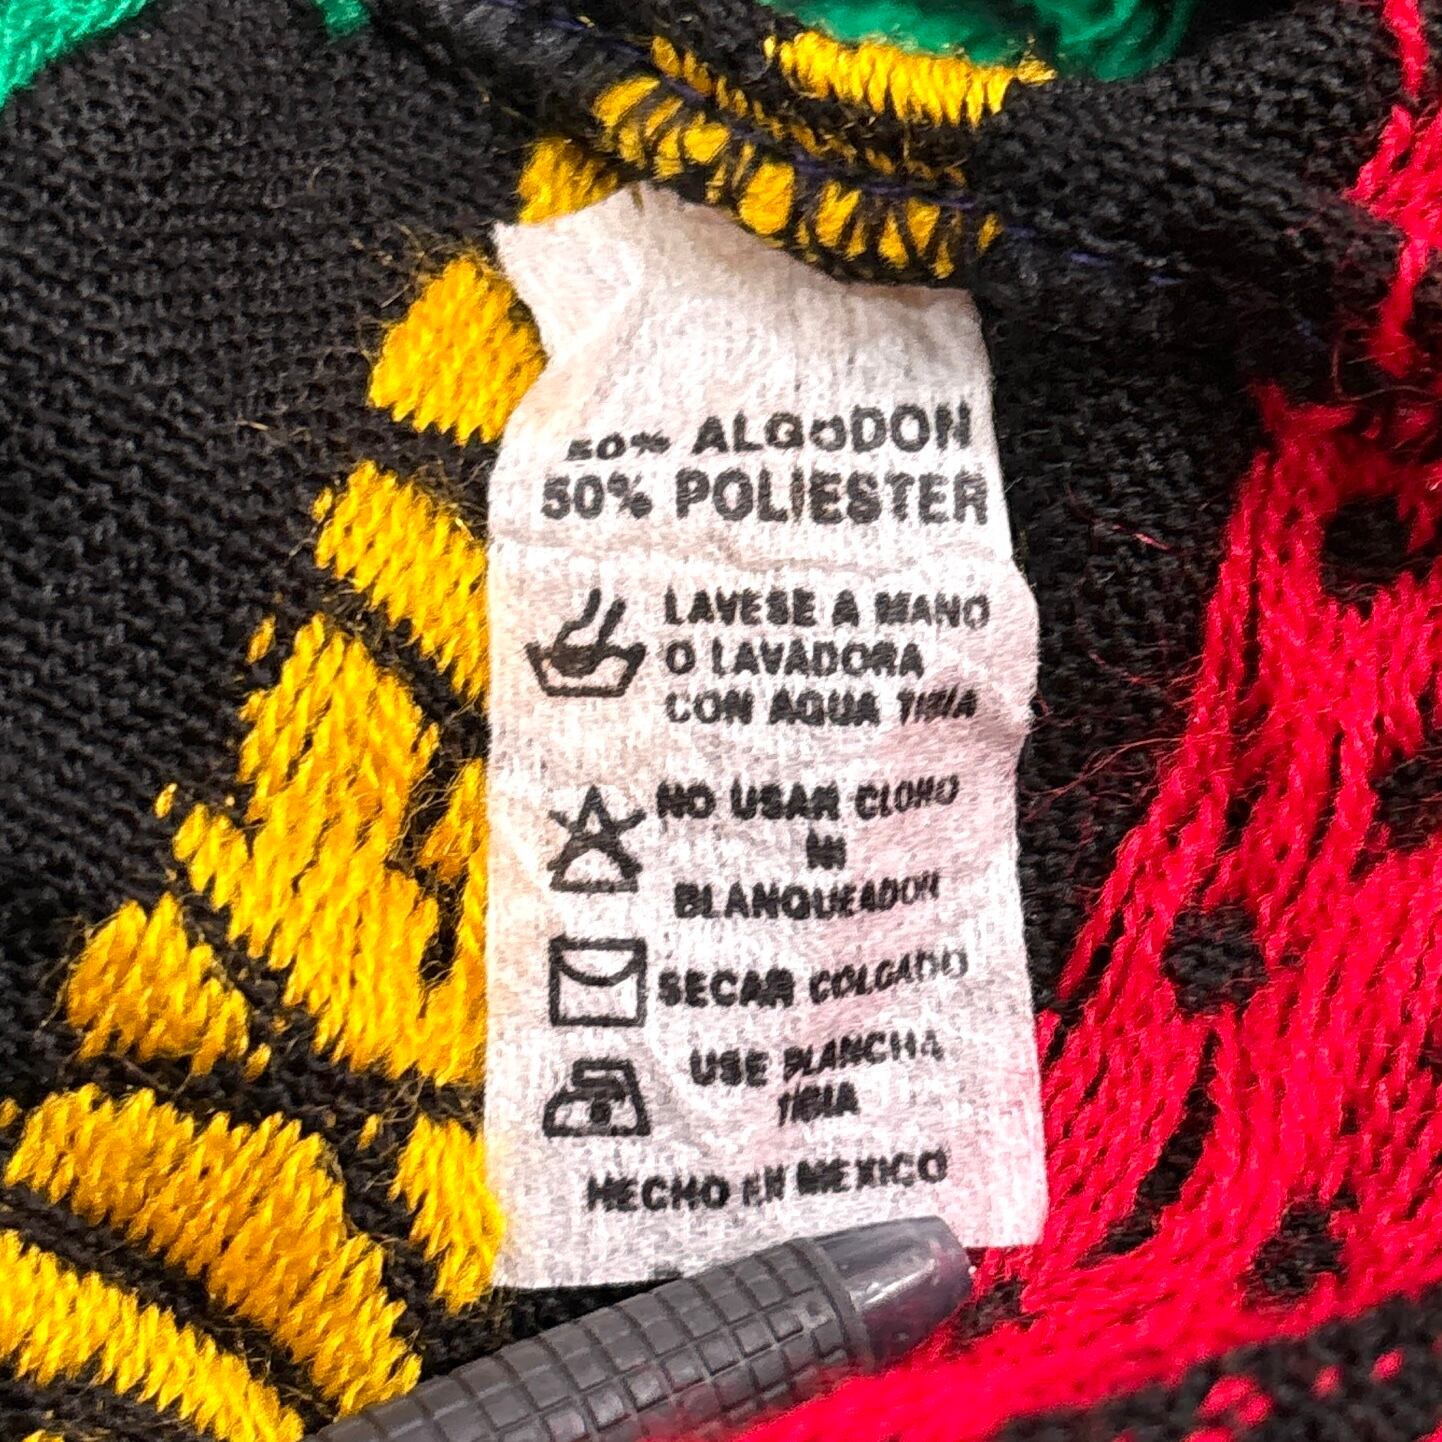 50% ALGODON
50% POLIESTER
LAVESE A MANO
O LAVADORA
CON AGUA TIBIA
NO USAR CLORO
NI
BLANQUEADOR
SECAR COLGADO
USE PLANCHA
TIBIA
HECHO EN MEXICO